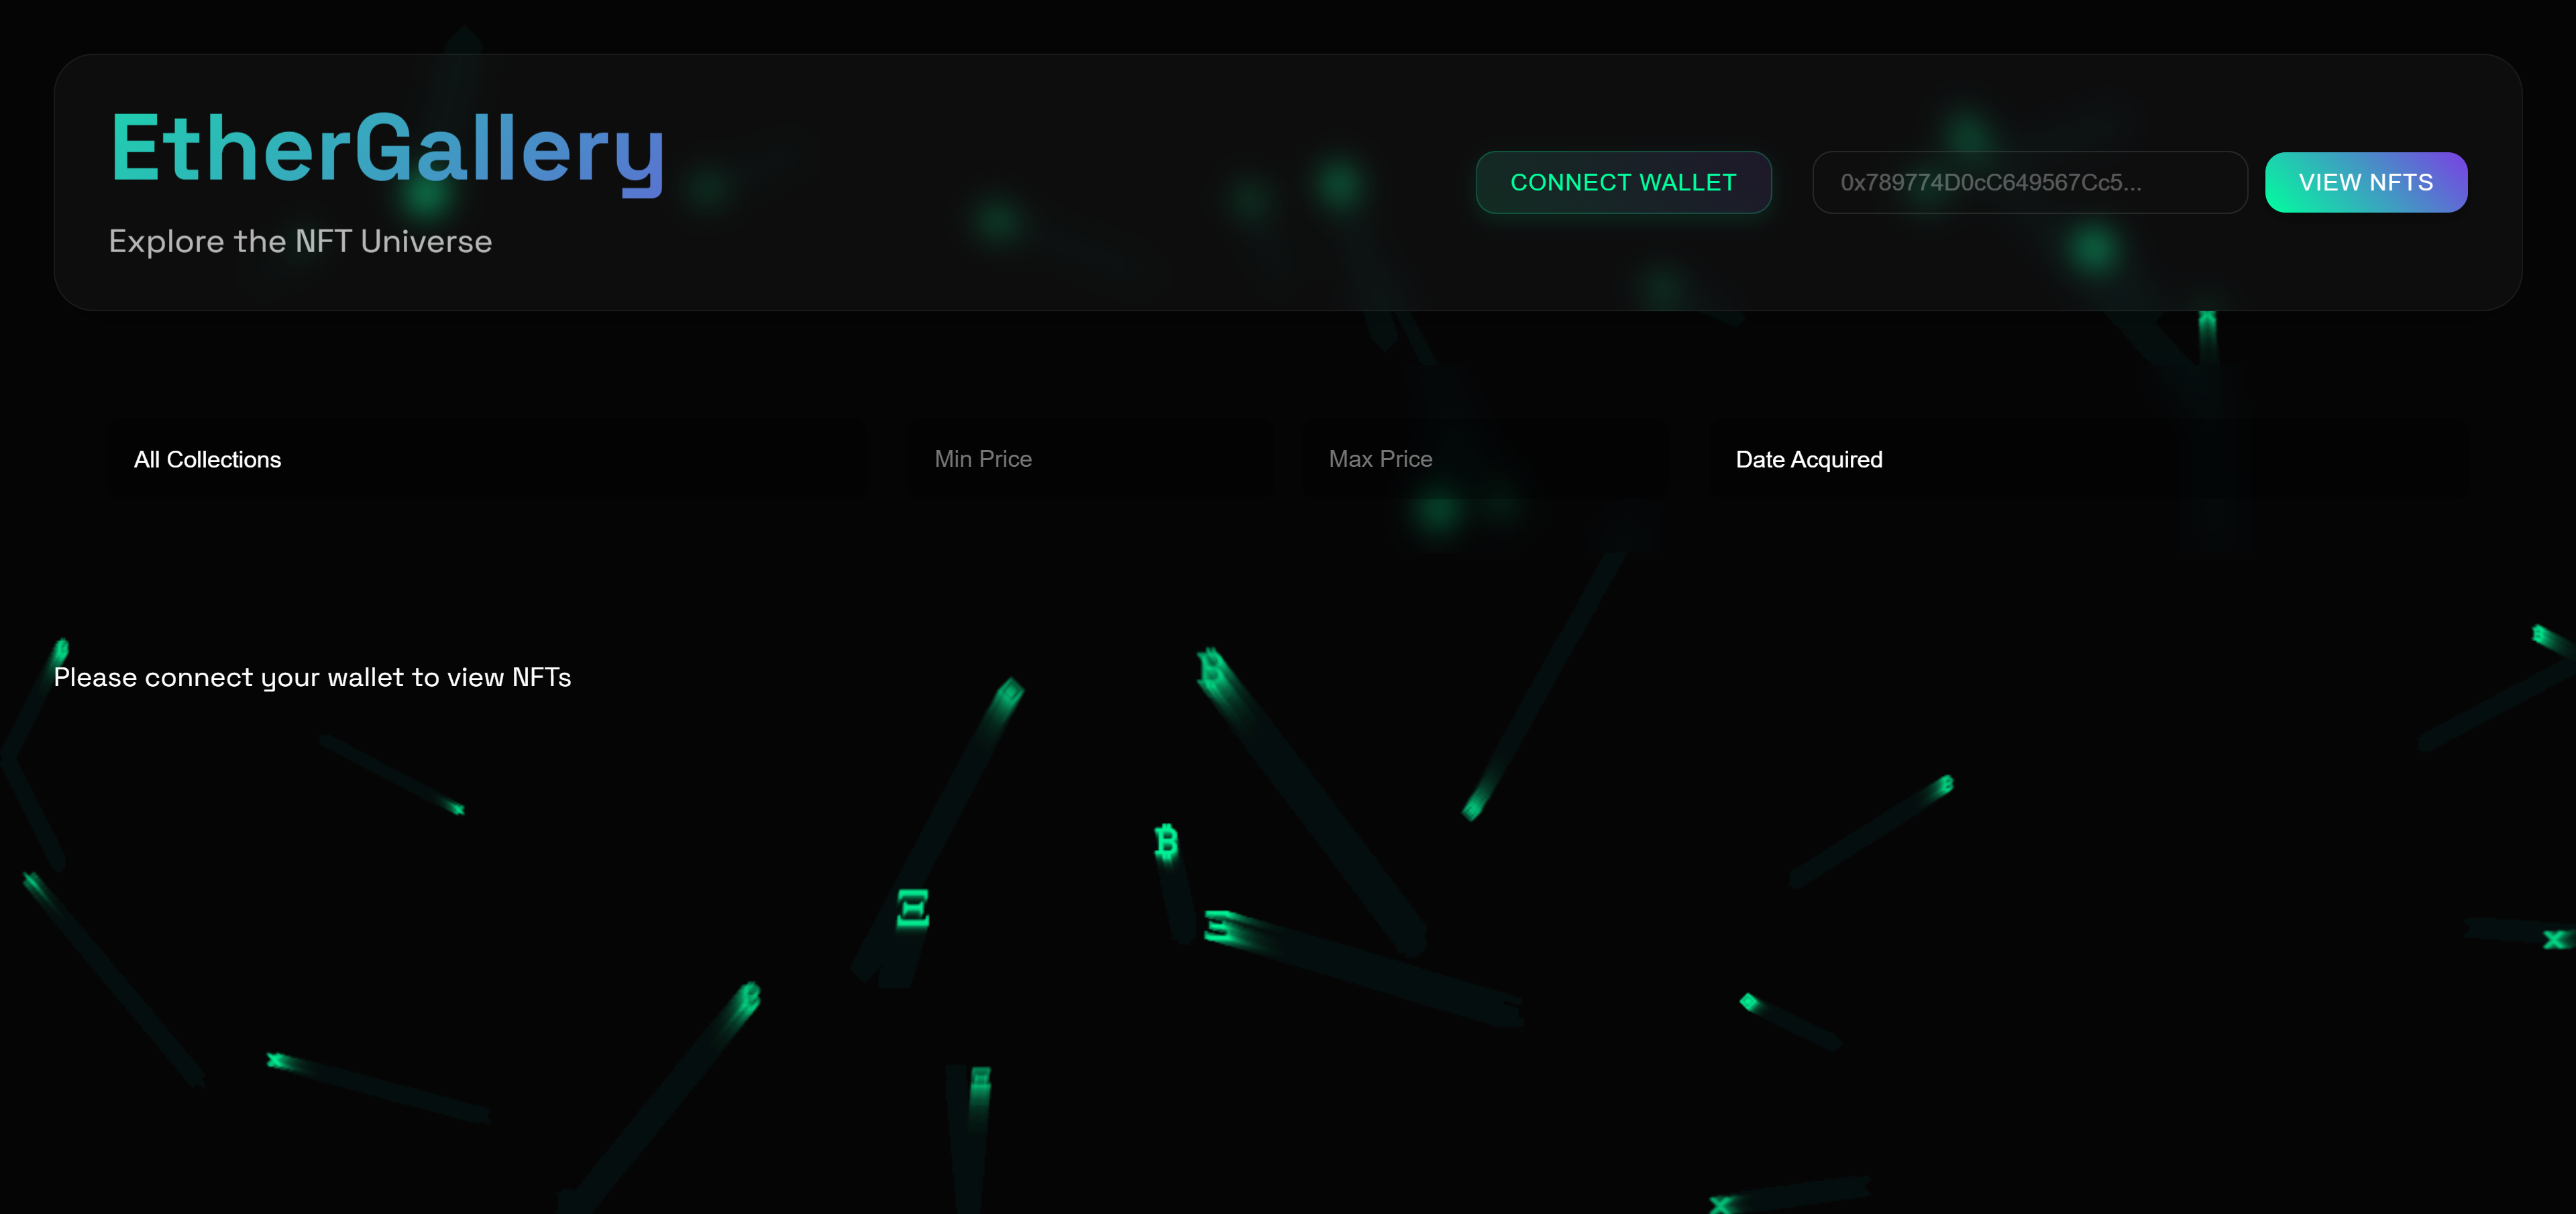 EtherGallery
Explore the NFT Universe
CONNECT WALLET
0x789774D0cC649567Cc5...
VIEW NFTS
All Collections
Min Price
Max Price
Date Acquired
Please connect your wallet to view NFTs